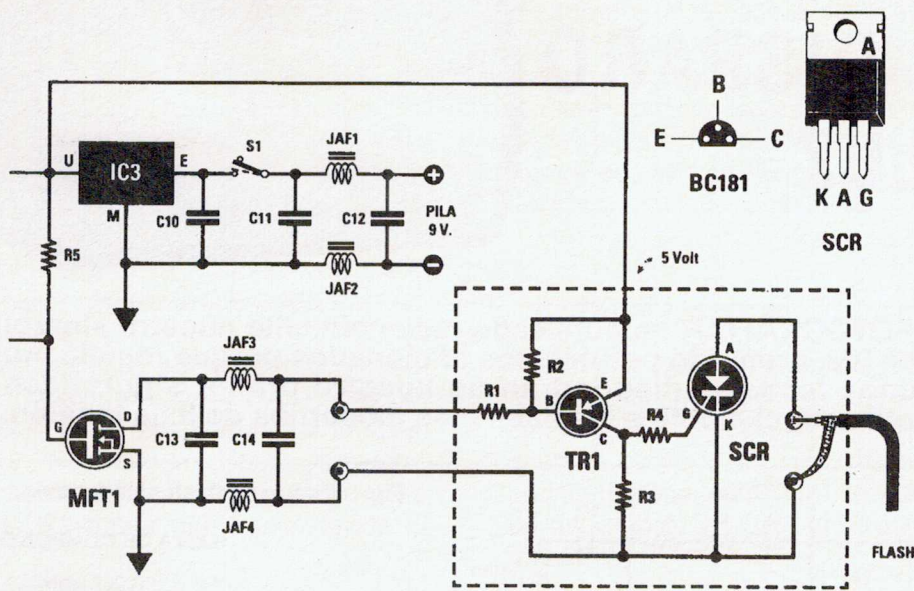 A
B
E
C
BC181
K A G
SCR
U
IC3
E
M
S1
JAF1
C10
C11
C12
PILA
9 V.
JAF2
R5
5 Volt
JAF3
D
G
S
MFT1
C13
C14
JAF4
R1
R2
B
E
C
TR1
R4
R3
A
G
K
SCR
FLASH